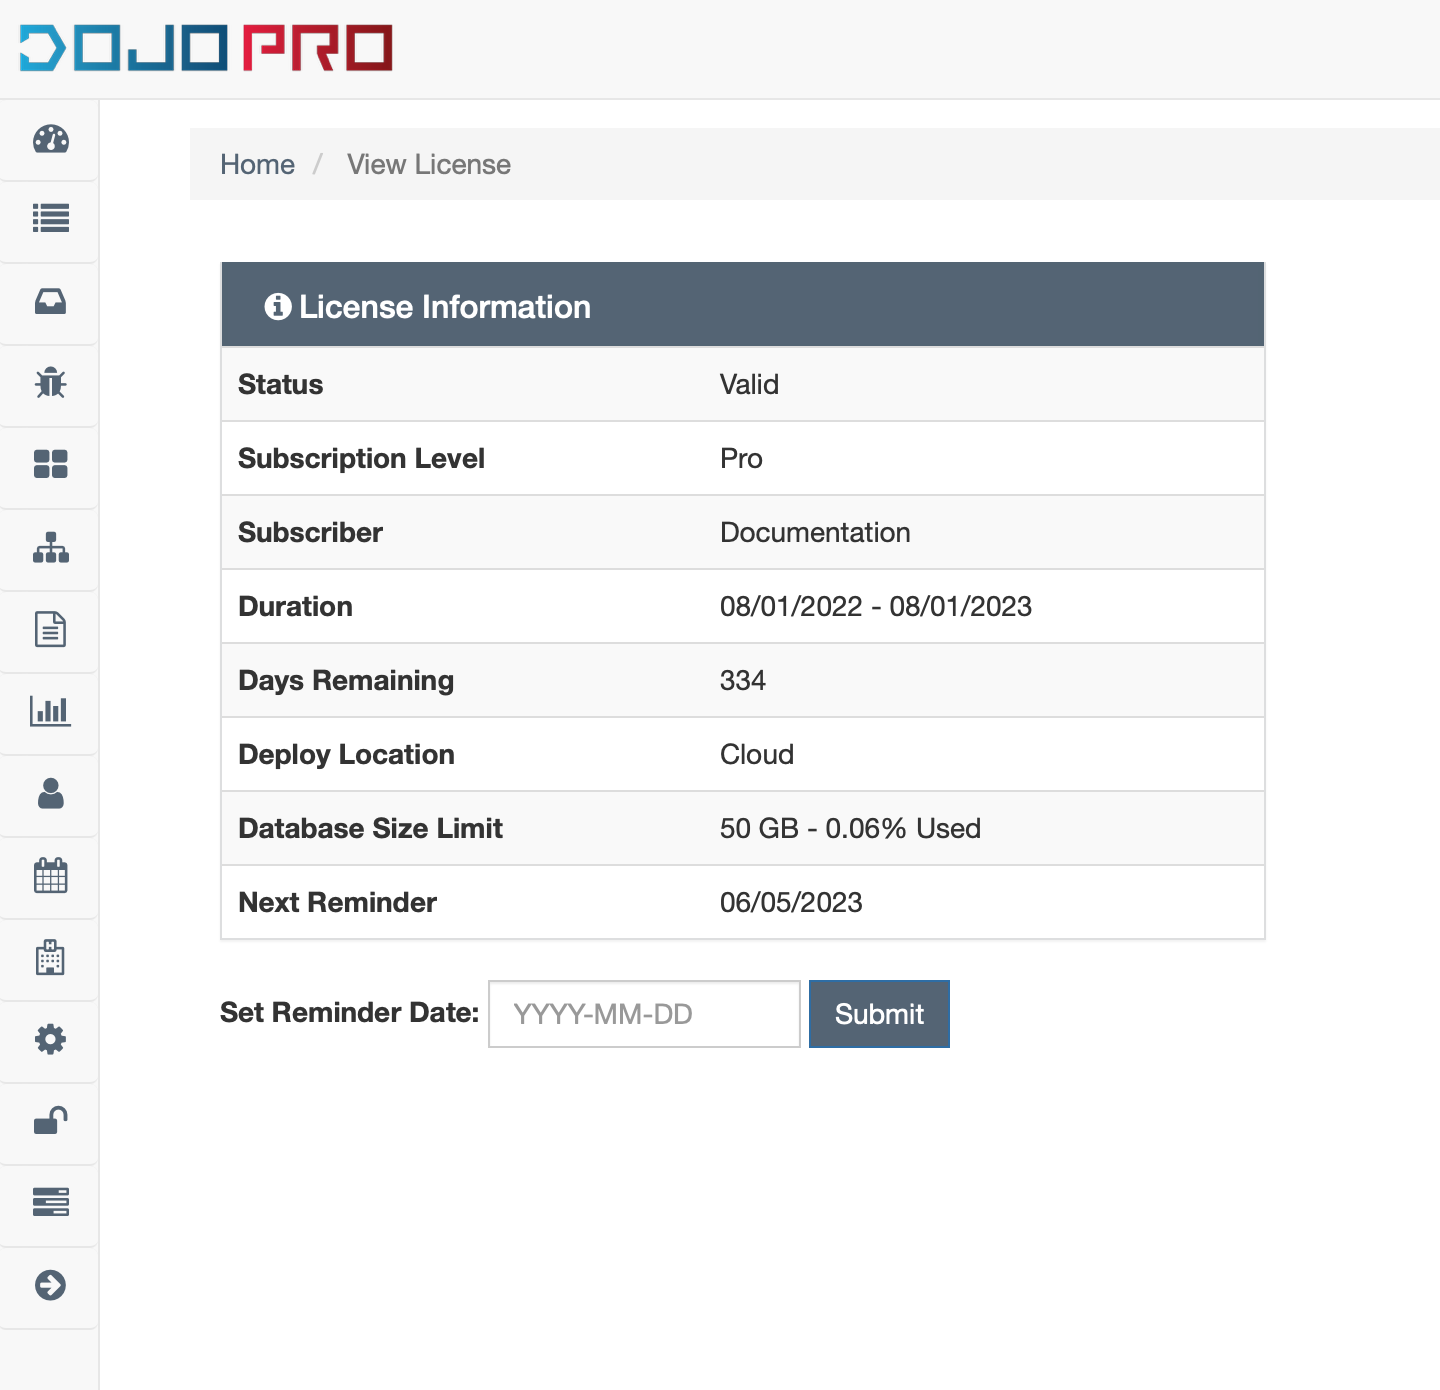 DOJO PRO
Home / View License
License Information
Status Valid
Subscription Level Pro
Subscriber Documentation
Duration 08/01/2022 - 08/01/2023
Days Remaining 334
Deploy Location Cloud
Database Size Limit 50 GB - 0.06% Used
Next Reminder 06/05/2023
Set Reminder Date: YYYY-MM-DD Submit